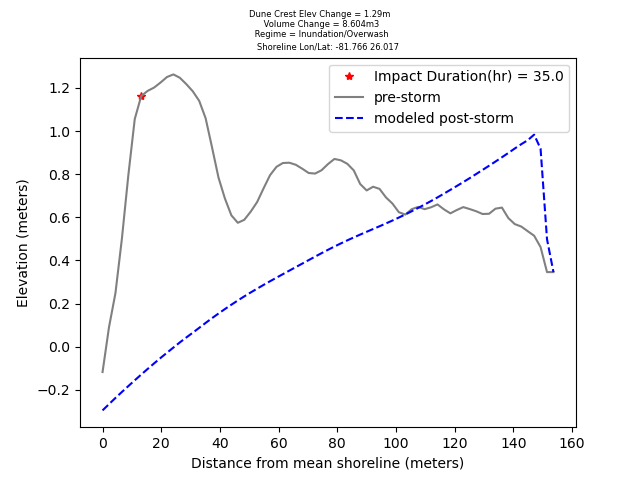 Dune Crest Elev Change = 1.29m
Volume Change = 8.604m3
Regime = Inundation/Overwash
Shoreline Lon/Lat: -81.766 26.017
Impact Duration(hr) = 35.0
pre-storm
modeled post-storm
Elevation (meters)
1.2
1.0
0.8
0.6
0.4
0.2
0.0
−0.2
0 20 40 60 80 100 120 140 160
Distance from mean shoreline (meters)